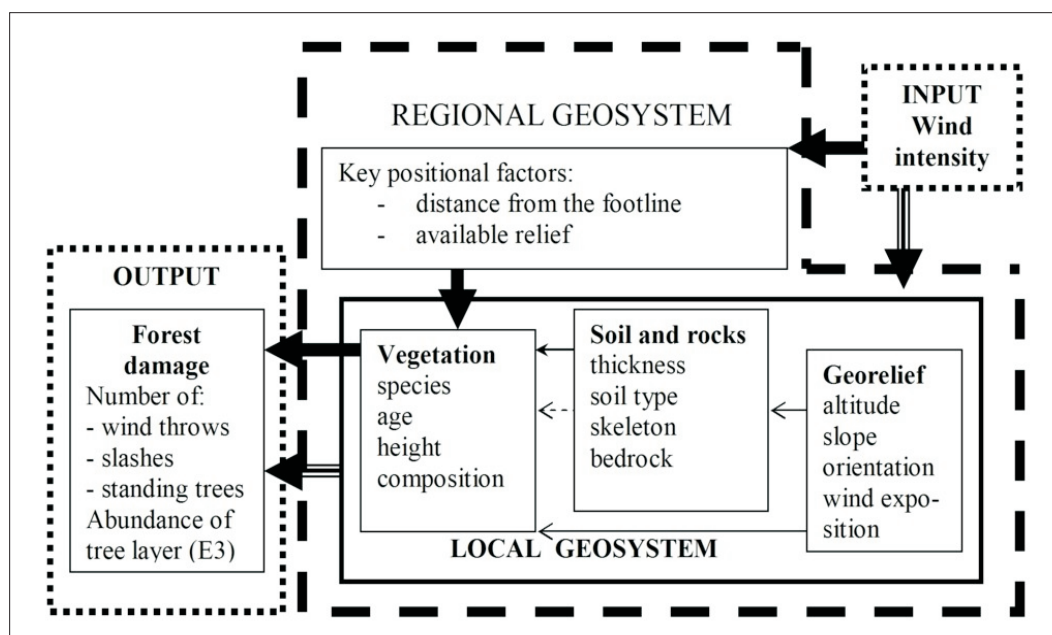 REGIONAL GEOSYSTEM
Key positional factors:
- distance from the footline
- available relief
INPUT
Wind
intensity
OUTPUT
Forest
damage
Number of:
- wind throws
- slashes
- standing trees
Abundance of
tree layer (E3)
Vegetation
species
age
height
composition
Soil and rocks
thickness
soil type
skeleton
bedrock
Georelief
altitude
slope
orientation
wind expo-
sition
LOCAL GEOSYSTEM